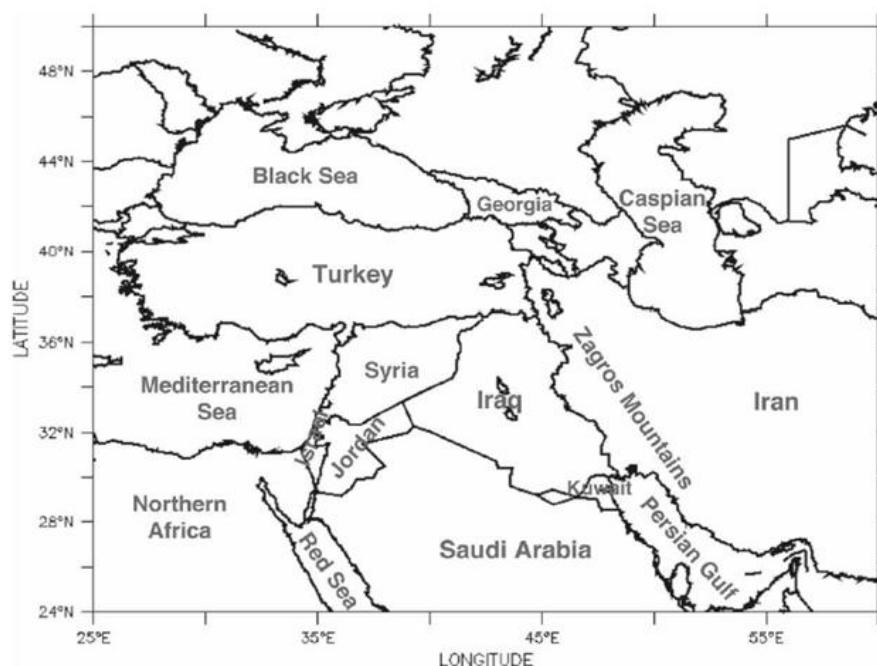 48°N
44°N
40°N
36°N
32°N
28°N
24°N
LATITUDE
Black Sea
Georgia
Caspian
Sea
Turkey
Syria
Mediterranean
Sea
Iraq
Zagros Mountains
Iran
Israel
Jordan
Kuwait
Northern
Africa
Red Sea
Saudi Arabia
Persian Gulf
25°E
35°E
45°E
55°E
LONGITUDE